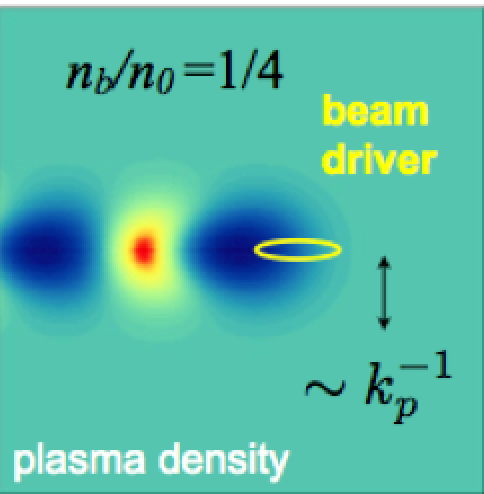 n_b/n_0=1/4
beam
driver
~ k_p^{-1}
plasma density